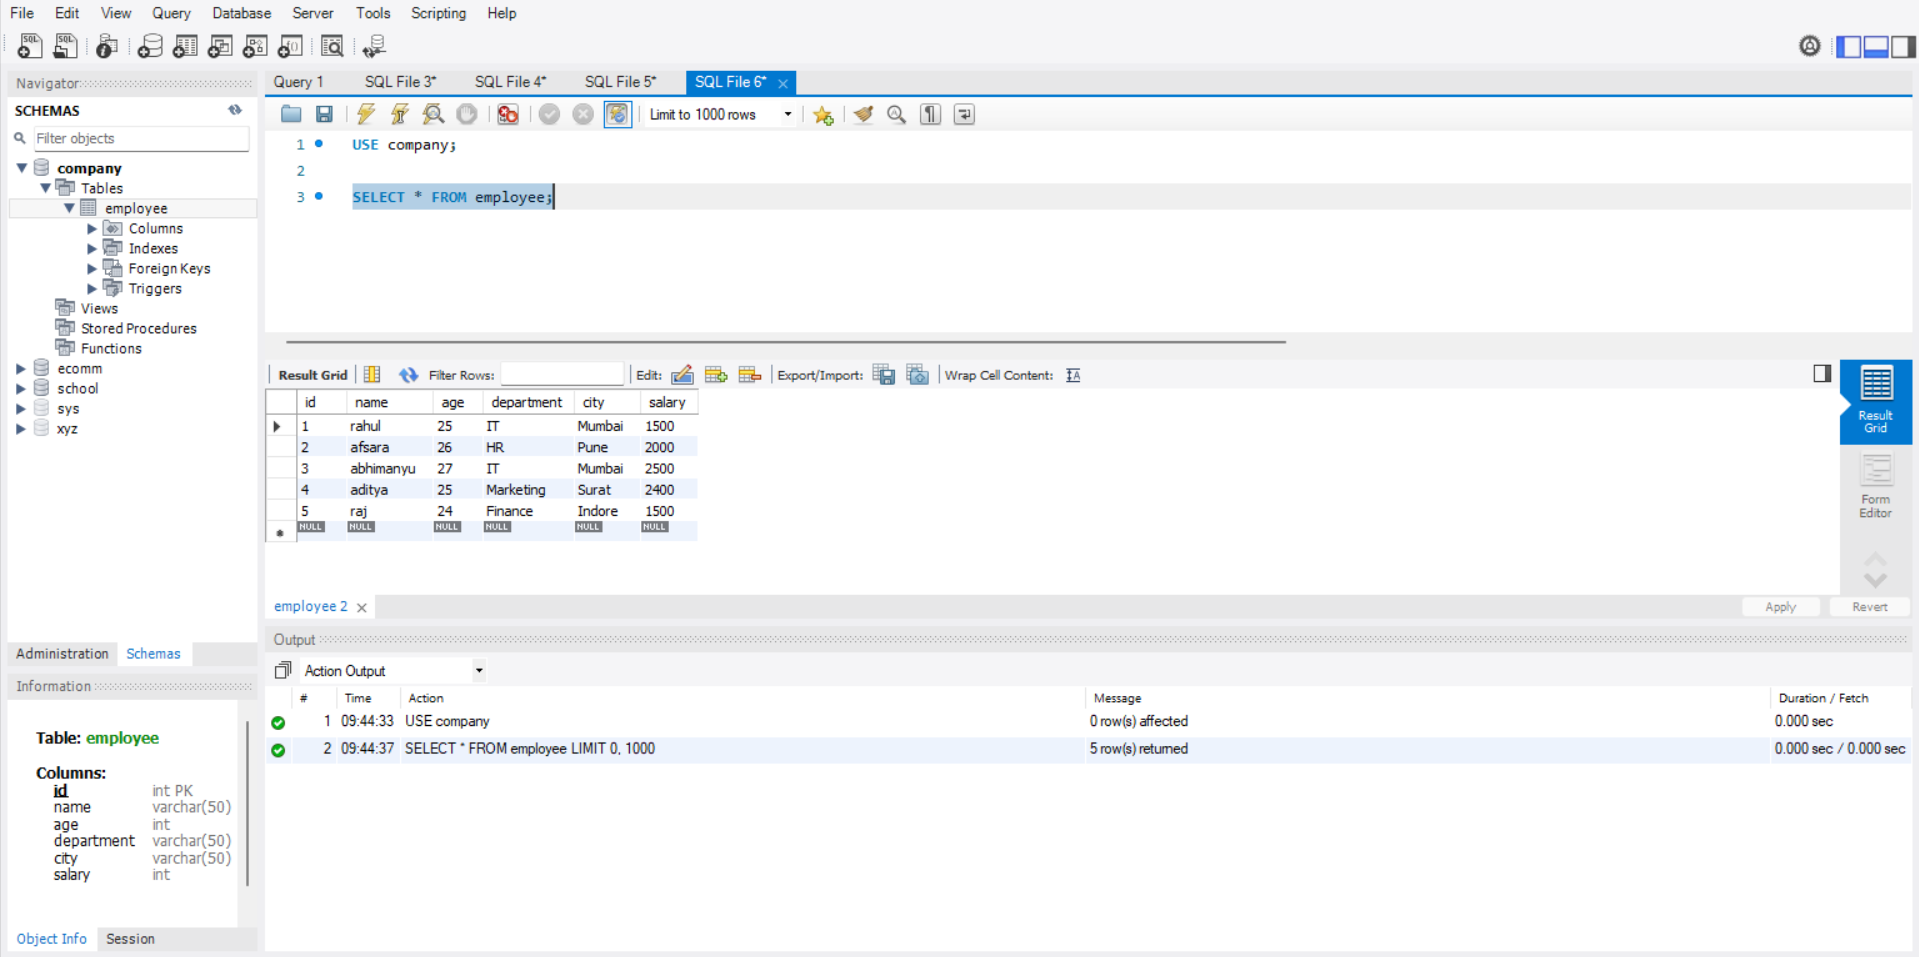 File Edit View Query Database Server Tools Scripting Help
Navigator
SCHEMAS
Filter objects
company
Tables
employee
Columns
Indexes
Foreign Keys
Triggers
Views
Stored Procedures
Functions
ecomm
school
sys
xyz
Administration Schemas
Information
Table: employee
Columns:
id int PK
name varchar(50)
age int
department varchar(50)
city varchar(50)
salary int
Object Info Session
Query 1 SQL File 3* SQL File 4* SQL File 5* SQL File 6*
Limit to 1000 rows
1 USE company;
2
3 SELECT * FROM employee;
Result Grid Filter Rows: Edit: Export/Import: Wrap Cell Content:
id name age department city salary
1 rahul 25 IT Mumbai 1500
2 afsara 26 HR Pune 2000
3 abhimanyu 27 IT Mumbai 2500
4 aditya 25 Marketing Surat 2400
5 raj 24 Finance Indore 1500
NULL NULL NULL NULL NULL NULL
Result
Grid
Form
Editor
employee 2 Apply Revert
Output
Action Output
# Time Action Message Duration / Fetch
1 09:44:33 USE company 0 row(s) affected 0.000 sec
2 09:44:37 SELECT * FROM employee LIMIT 0, 1000 5 row(s) returned 0.000 sec / 0.000 sec